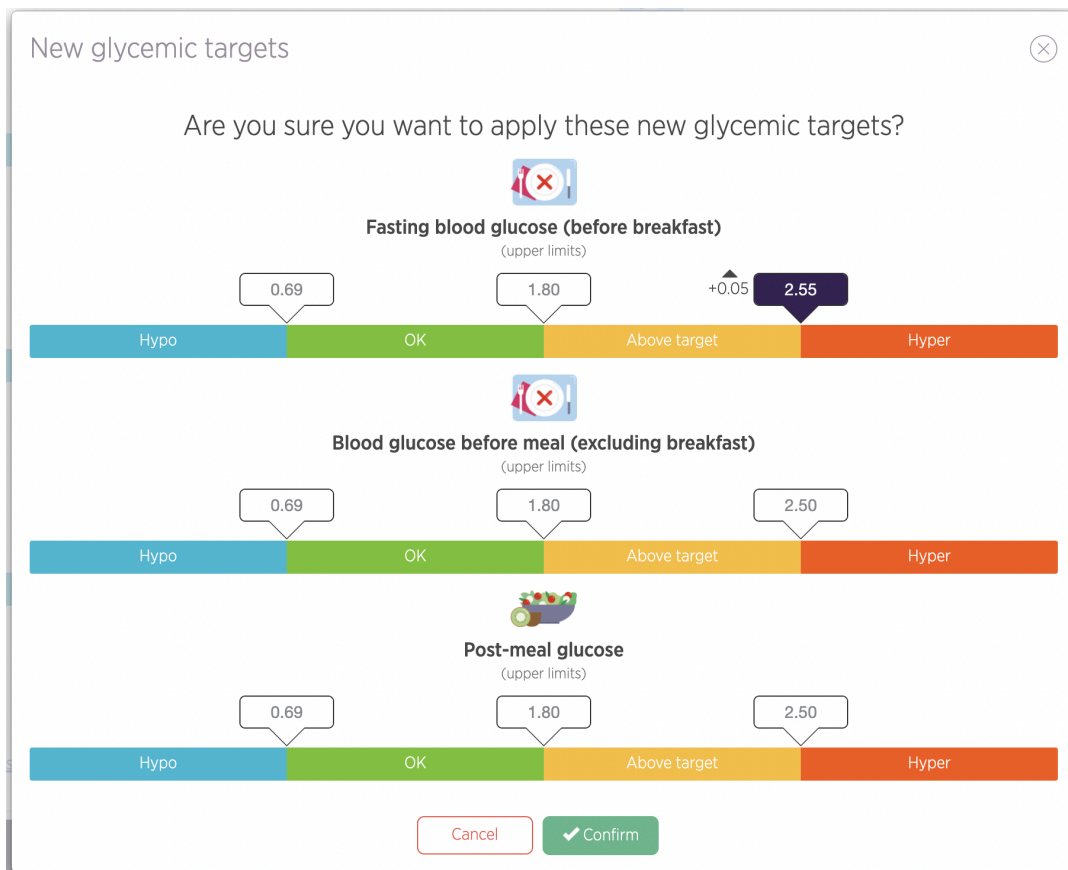 New glycemic targets
Are you sure you want to apply these new glycemic targets?
Fasting blood glucose (before breakfast)
(upper limits)
0.69 1.80 +0.05 2.55
Hypo OK Above target Hyper
Blood glucose before meal (excluding breakfast)
(upper limits)
0.69 1.80 2.50
Hypo OK Above target Hyper
Post-meal glucose
(upper limits)
0.69 1.80 2.50
Hypo OK Above target Hyper
Cancel Confirm